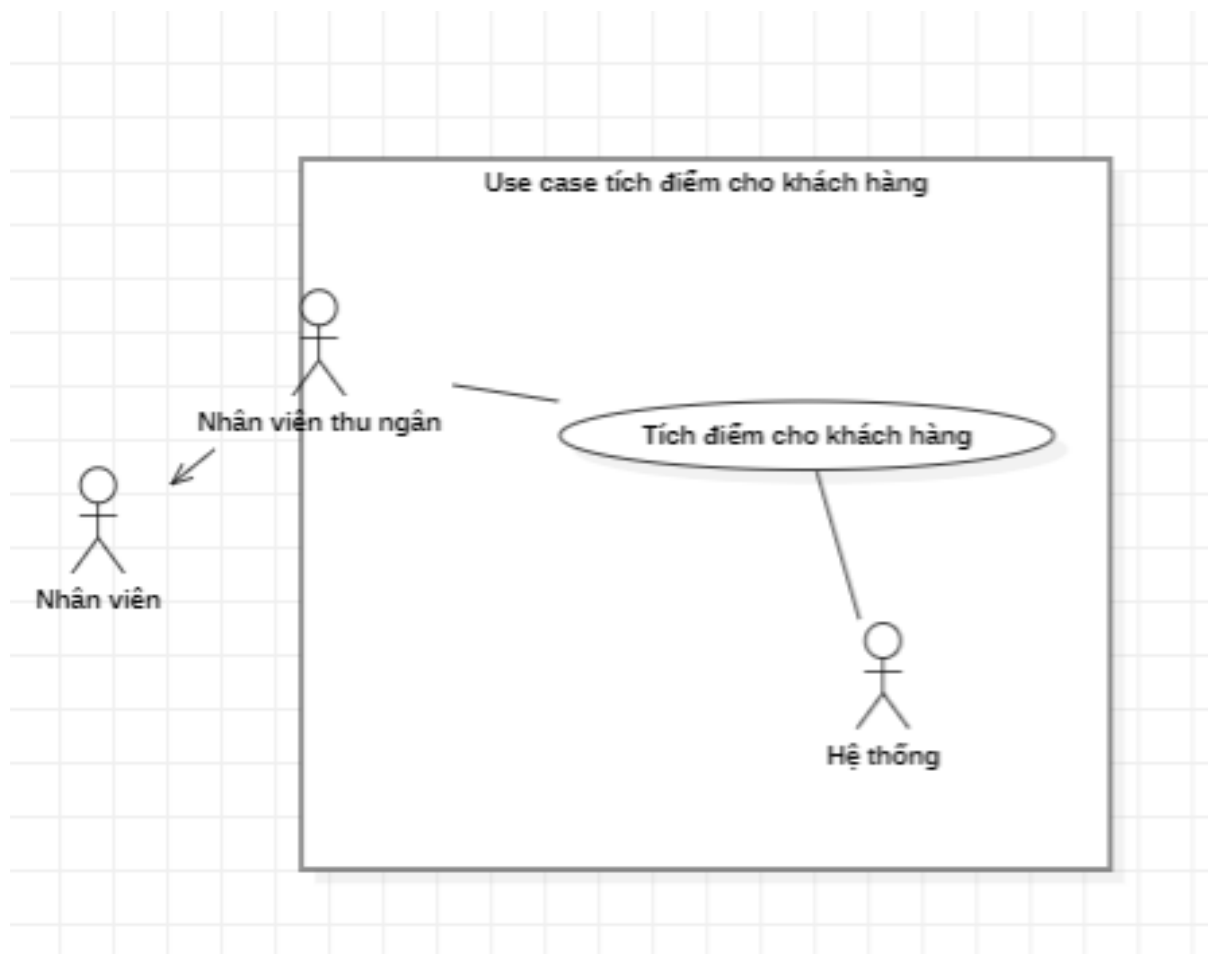 Use case tích điểm cho khách hàng
Nhân viên thu ngân
Tích điểm cho khách hàng
Nhân viên
Hệ thống